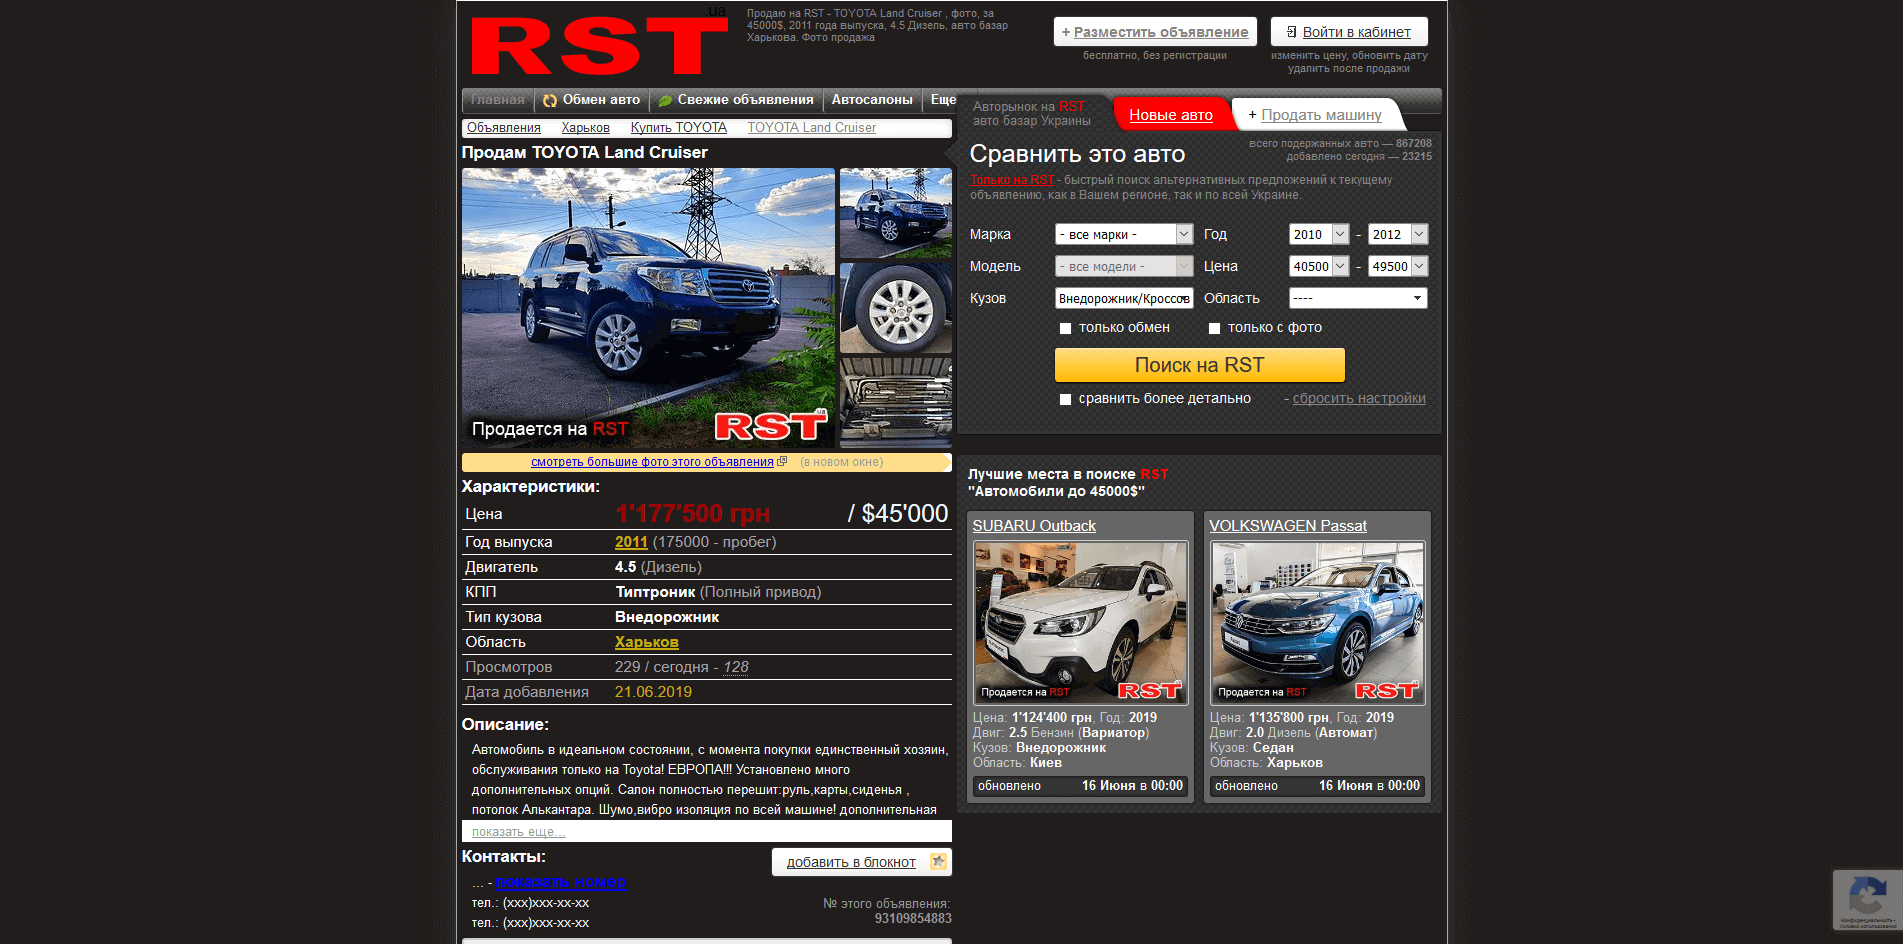 RST
.ua
Продаю на RST - TOYOTA Land Cruiser , фото, за
45000$, 2011 года выпуска, 4.5 Дизель, авто базар
Харькова. Фото продажа
+ Разместить объявление
бесплатно, без регистрации
Войти в кабинет
изменить цену, обновить дату
удалить после продажи
Главная
Обмен авто
Свежие объявления
Автосалоны
Еще
Объявления
Харьков
Купить TOYOTA
TOYOTA Land Cruiser
Продам TOYOTA Land Cruiser
Продается на RST
RST
ua
смотреть большие фото этого объявления
(в новом окне)
Характеристики:
Цена 1'177'500 грн / $45'000
Год выпуска 2011 (175000 - пробег)
Двигатель 4.5 (Дизель)
КПП Типтроник (Полный привод)
Тип кузова Внедорожник
Область Харьков
Просмотров 229 / сегодня - 128
Дата добавления 21.06.2019
Описание:
Автомобиль в идеальном состоянии, с момента покупки единственный хозяин,
обслуживания только на Toyota! ЕВРОПА!!! Установлено много
дополнительных опций. Салон полностью перешит:руль,карты,сиденья ,
потолок Алькантара. Шумо,вибро изоляция по всей машине! дополнительная
показать еще...
Контакты:
добавить в блокнот
... - показать номер
тел.: (xxx)xxx-xx-xx
тел.: (xxx)xxx-xx-xx
№ этого объявления:
93109854883
Авторынок на RST
авто базар Украины
Новые авто
+ Продать машину
всего подержанных авто — 867208
добавлено сегодня — 23215
Сравнить это авто
Только на RST - быстрый поиск альтернативных предложений к текущему
объявлению, как в Вашем регионе, так и по всей Украине.
Марка - все марки - Год 2010 - 2012
Модель - все модели - Цена 40500 - 49500
Кузов Внедорожник/Кроссов Область ----
только обмен только с фото
Поиск на RST
сравнить более детально - сбросить настройки
Лучшие места в поиске RST
"Автомобили до 45000$"
SUBARU Outback
Продается на RST
RST
Цена: 1'124'400 грн, Год: 2019
Двиг: 2.5 Бензин (Вариатор)
Кузов: Внедорожник
Область: Киев
обновлено 16 Июня в 00:00
VOLKSWAGEN Passat
Продается на RST
RST
Цена: 1'135'800 грн, Год: 2019
Двиг: 2.0 Дизель (Автомат)
Кузов: Седан
Область: Харьков
обновлено 16 Июня в 00:00
Конфиденциальность -
Условия использования